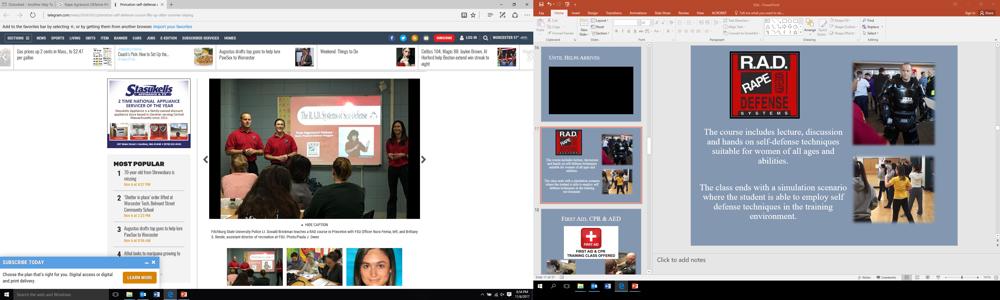 Disturbed - Another Way To
Rape Agression DEfense Pri
Princeton self-defense c
telegram.com/news/20161031/princeton-self-defense-course-fills-up-after-summer-slaying
Add to the favorites bar by selecting ☆, or by getting them from another browser. Import your favorites
SECTIONS
NEWS SPORTS LIVING OBITS ITEM BANNER CARS JOBS E-EDITION SUBSCRIBER SERVICES HOMES
SUBSCRIBE
LOG IN
WORCESTER 57°
Gas prices up 2 cents in Mass., to $2.47
per gallon
SPONSORED CONTENT
Coach's Pick: How to Set Up the...
By Dean's® Dip
Augustus drafts top guns to help lure
PawSox to Worcester
Weekend: Things to Do
Celtics 104, Magic 88: Jaylen Brown, Al
Horford help Boston extend win streak to
eight
Stasukelis
APPLIANCE & TV
2 TIME NATIONAL APPLIANCE
SERVICER OF THE YEAR
Stasukelis Appliance is a family-owned discount
appliance store based in Gardner serving Central
Massachusetts since 1911.
SEASONAL COOKING LAUNDRY TVS
287 Main Street • Gardner, MA 01440 • (978) 632-0241
MOST POPULAR
1 70-year-old from Shrewsbury is
missing
Nov 6 at 4:37 PM
2 'Shelter in place' order lifted at
Worcester Tech, Belmont Street
Community School
Nov 6 at 2:23 PM
3 Augustus drafts top guns to help lure
PawSox to Worcester
Nov 6 at 8:56 AM
4 Athol looks to marijuana growing to
SUBSCRIBE TODAY
Choose the plan that's right for you. Digital access or digital
and print delivery.
LEARN MORE
The R.A.D. Systems of Self-Defense
Rape Aggression Defense
Basic Physical Defense Program
R.A.D.
HIDE CAPTION
Fitchburg State University Police Lt. Donald Brickman teaches a RAD course in Princeton with FSU Officer Nora Femia, left, and Brittany
S. Rende, assistant director of recreation at FSU. Photo/Paula J. Owen
Search the web and Windows
6:54 PM
11/6/2017
SGA - PowerPoint
File Home Insert Design Transitions Animations Slide Show Review View ACROBAT Tell me what you want to do...
Sign in Share
Paste
Cut
Copy
Format Painter
Clipboard
New
Slide
Layout
Reset
Section
Slides
40
Font
Text Direction
Align Text
Convert to SmartArt
Paragraph
Arrange
Quick
Styles
Shape Fill
Shape Outline
Shape Effects
Drawing
Find
Replace
Select
Editing
16
UNTIL HELPS ARRIVES
17
R.A.D.
RAPE
DEFENSE
SYSTEMS
The course includes lecture, discussion
and hands on self-defense techniques
suitable for women of all ages and
abilities.
The class ends with a simulation scenario
where the student is able to employ self
defense techniques in the training
environment.
18
FIRST AID, CPR & AED
FIRST AID
FIRST AID & CPR
TRAINING CLASS OFFERED
R.A.D.
RAPE
AGGRESSION
DEFENSE
SYSTEMS
The course includes lecture, discussion
and hands on self-defense techniques
suitable for women of all ages and
abilities.
The class ends with a simulation scenario
where the student is able to employ self
defense techniques in the training
environment.
R.A.D.
Click to add notes
Slide 17 of 37
Notes
Comments
101%